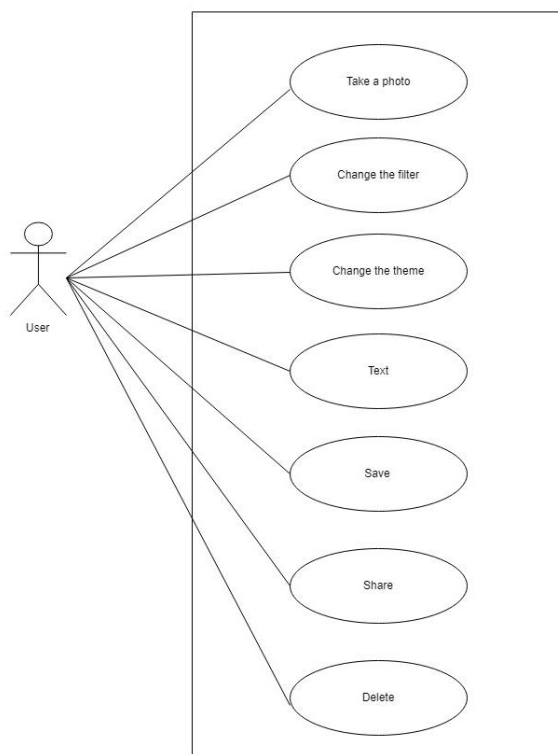 Take a photo
Change the filter
Change the theme
User
Text
Save
Share
Delete